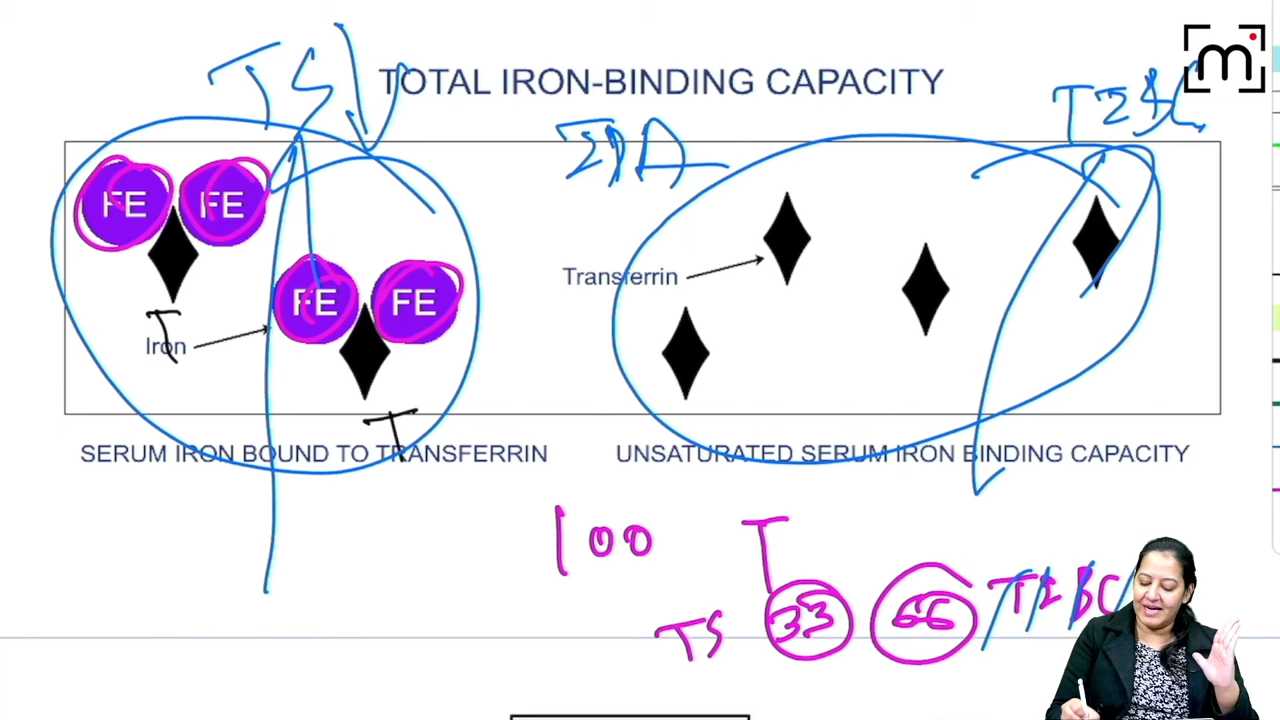 m
TS
TOTAL IRON-BINDING CAPACITY
TIBC
IDA
FE FE
T
FE FE
Iron
Transferrin
T
SERUM IRON BOUND TO TRANSFERRIN
UNSATURATED SERUM IRON BINDING CAPACITY
100
T
TS 33 66 TIBC